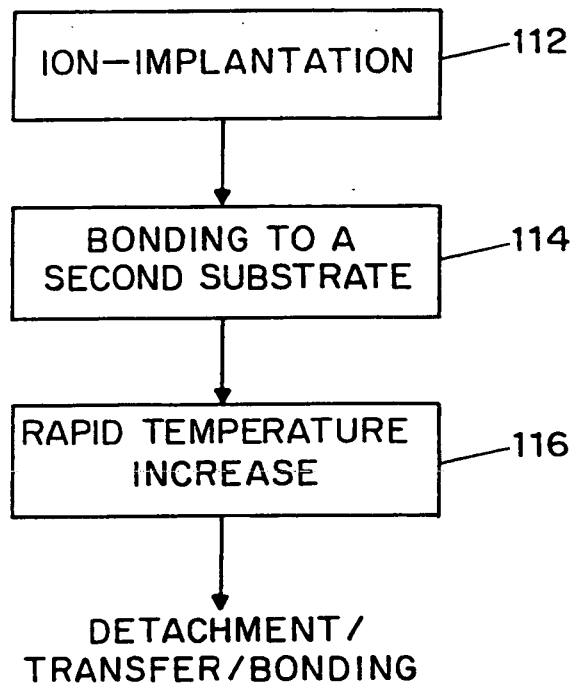 ION-IMPLANTATION
112
BONDING TO A
SECOND SUBSTRATE
114
RAPID TEMPERATURE
INCREASE
116
DETACHMENT/
TRANSFER/BONDING